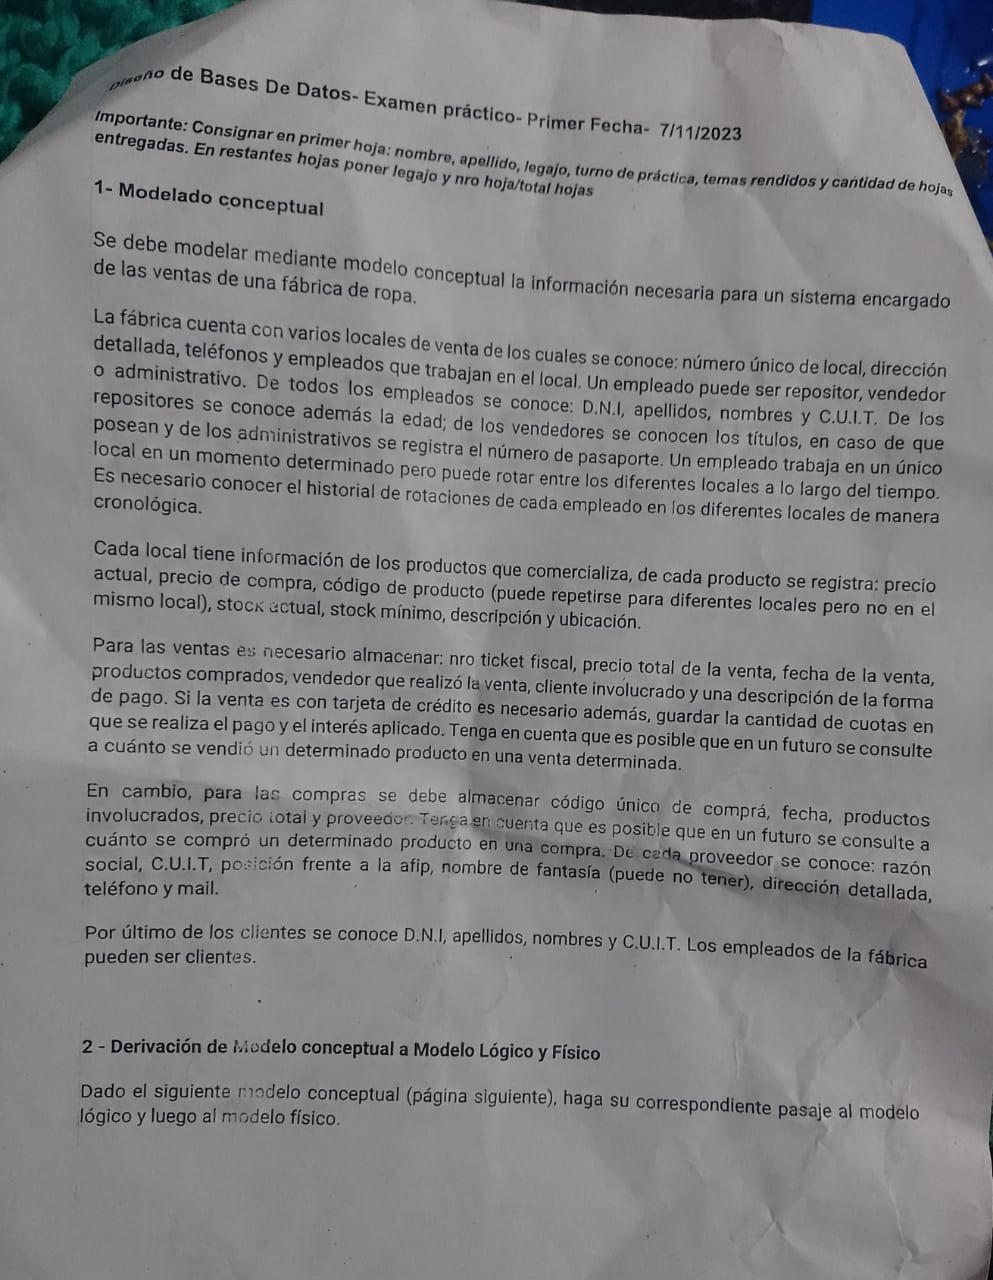 Diseño de Bases De Datos- Examen práctico- Primer Fecha- 7/11/2023
Importante: Consignar en primer hoja: nombre, apellido, legajo, turno de práctica, temas rendidos y cantidad de hojas
entregadas. En restantes hojas poner legajo y nro hoja/total hojas
1- Modelado conceptual
Se debe modelar mediante modelo conceptual la información necesaria para un sistema encargado
de las ventas de una fábrica de ropa.
La fábrica cuenta con varios locales de venta de los cuales se conoce: número único de local, dirección
detallada, teléfonos y empleados que trabajan en el local. Un empleado puede ser repositor, vendedor
o administrativo. De todos los empleados se conoce: D.N.I, apellidos, nombres y C.U.I.T. De los
repositores se conoce además la edad; de los vendedores se conocen los títulos, en caso de que
posean y de los administrativos se registra el número de pasaporte. Un empleado trabaja en un único
local en un momento determinado pero puede rotar entre los diferentes locales a lo largo del tiempo.
Es necesario conocer el historial de rotaciones de cada empleado en los diferentes locales de manera
cronológica.
Cada local tiene información de los productos que comercializa, de cada producto se registra: precio
actual, precio de compra, código de producto (puede repetirse para diferentes locales pero no en el
mismo local), stock actual, stock mínimo, descripción y ubicación.
Para las ventas es necesario almacenar: nro ticket fiscal, precio total de la venta, fecha de la venta,
productos comprados, vendedor que realizó la venta, cliente involucrado y una descripción de la forma
de pago. Si la venta es con tarjeta de crédito es necesario además, guardar la cantidad de cuotas en
que se realiza el pago y el interés aplicado. Tenga en cuenta que es posible que en un futuro se consulte
a cuánto se vendió un determinado producto en una venta determinada.
En cambio, para las compras se debe almacenar código único de comprá, fecha, productos
involucrados, precio total y proveedor. Tenga en cuenta que es posible que en un futuro se consulte a
cuánto se compró un determinado producto en una compra. De cada proveedor se conoce: razón
social, C.U.I.T, posición frente a la afip, nombre de fantasía (puede no tener), dirección detallada,
teléfono y mail.
Por último de los clientes se conoce D.N.I, apellidos, nombres y C.U.I.T. Los empleados de la fábrica
pueden ser clientes.
2 - Derivación de Modelo conceptual a Modelo Lógico y Físico
Dado el siguiente modelo conceptual (página siguiente), haga su correspondiente pasaje al modelo
lógico y luego al modelo físico.